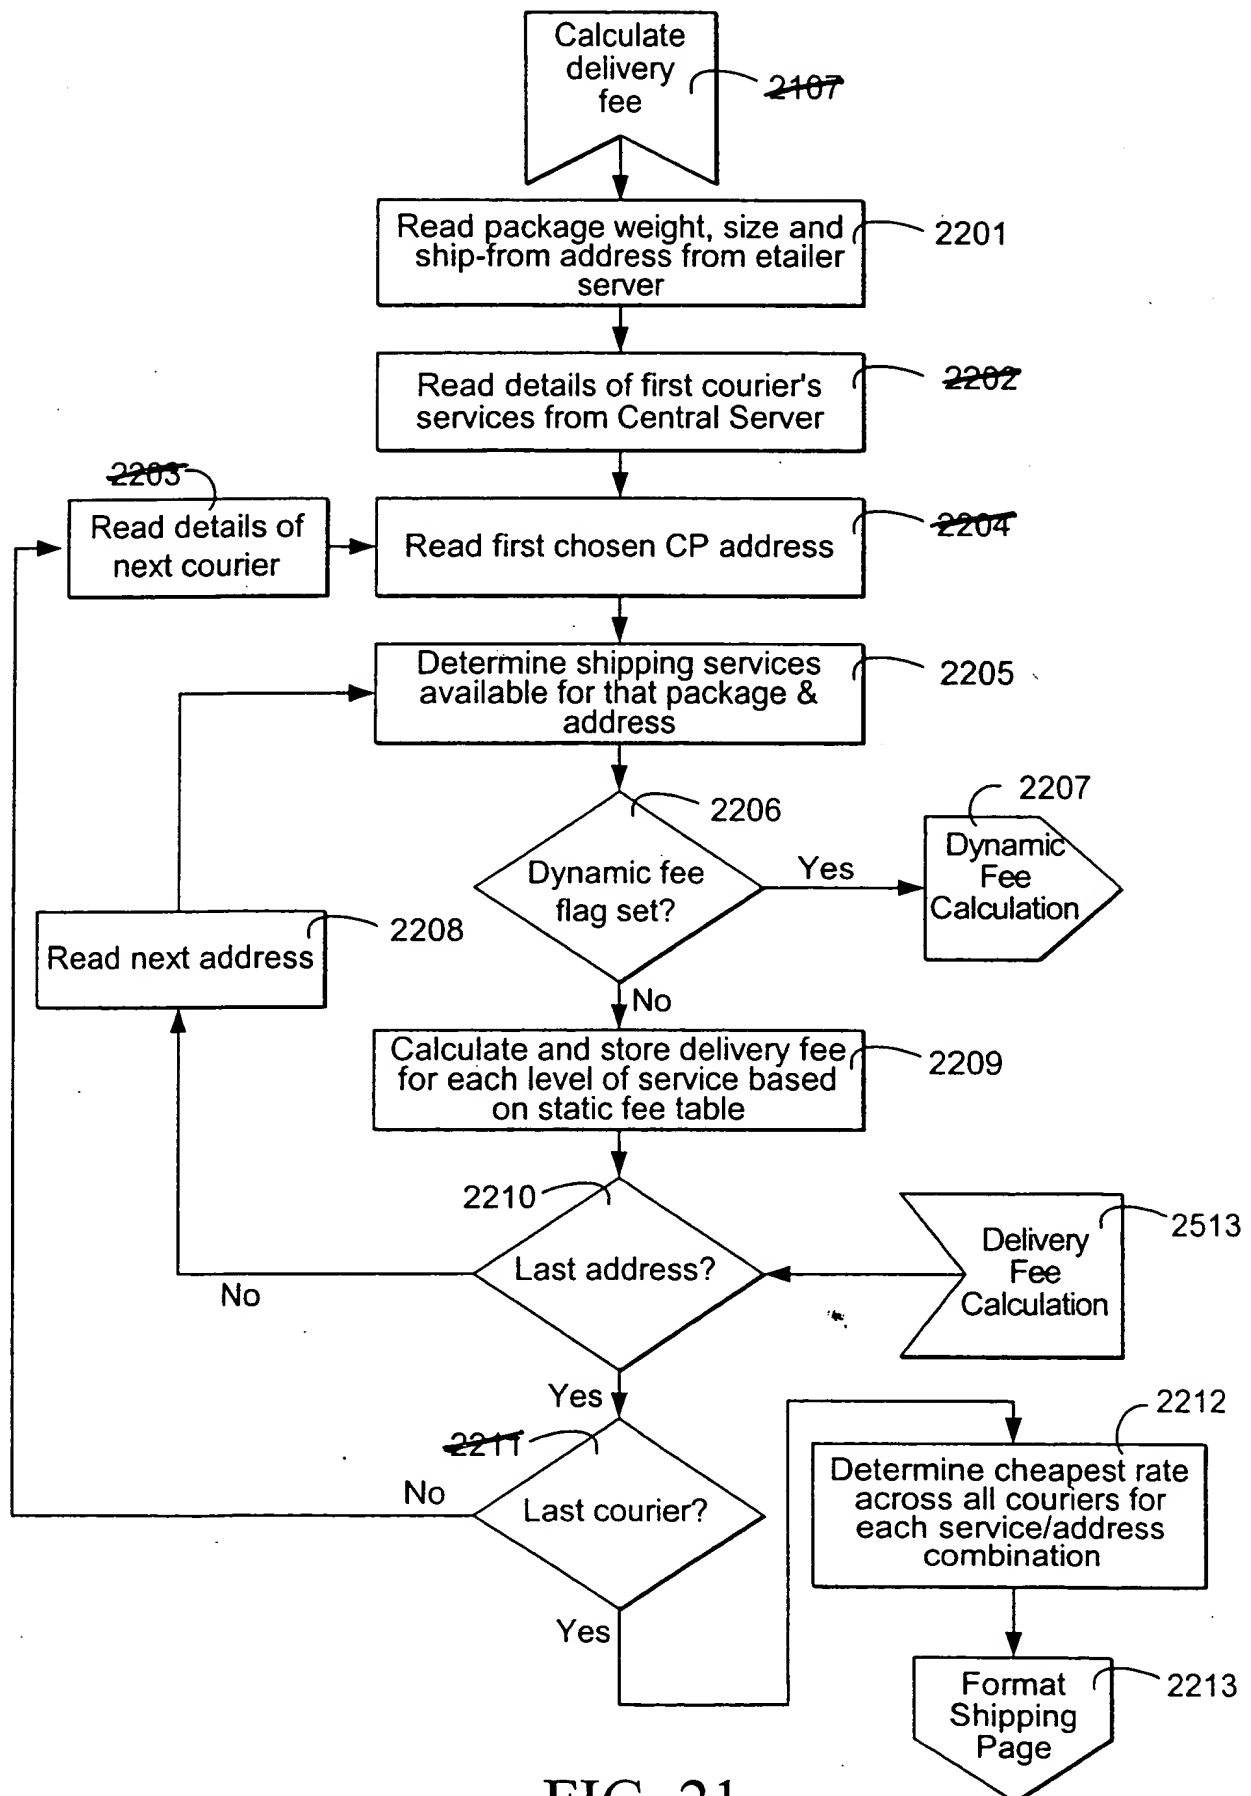 Calculate
delivery
fee
2107
Read package weight, size and
ship-from address from etailer
server
2201
Read details of first courier's
services from Central Server
2202
2203
Read details of
next courier
Read first chosen CP address
2204
Determine shipping services
available for that package &
address
2205
2206
Dynamic fee
flag set?
Yes
2207
Dynamic
Fee
Calculation
No
Read next address
2208
Calculate and store delivery fee
for each level of service based
on static fee table
2209
2210
Last address?
No
Delivery
Fee
Calculation
2513
Yes
2211
Last courier?
No
Yes
2212
Determine cheapest rate
across all couriers for
each service/address
combination
Format
Shipping
Page
2213
FIG. 21